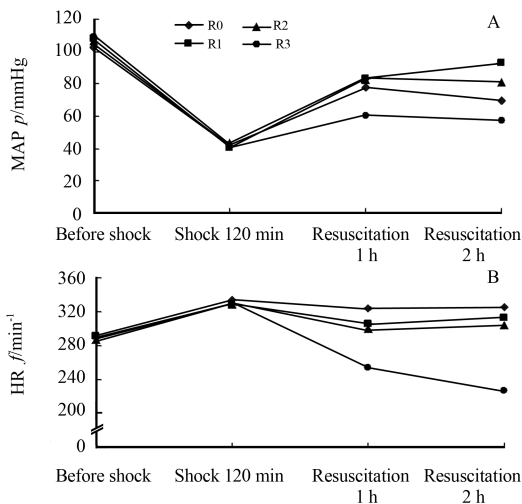 120
100
80
60
40
20
0
MAP p/mmHg
R0
R2
R1
R3
A
Before shock
Shock 120 min
Resuscitation
1 h
Resuscitation
2 h
360
320
280
240
200
0
HR f/min⁻¹
B
Before shock
Shock 120 min
Resuscitation
1 h
Resuscitation
2 h